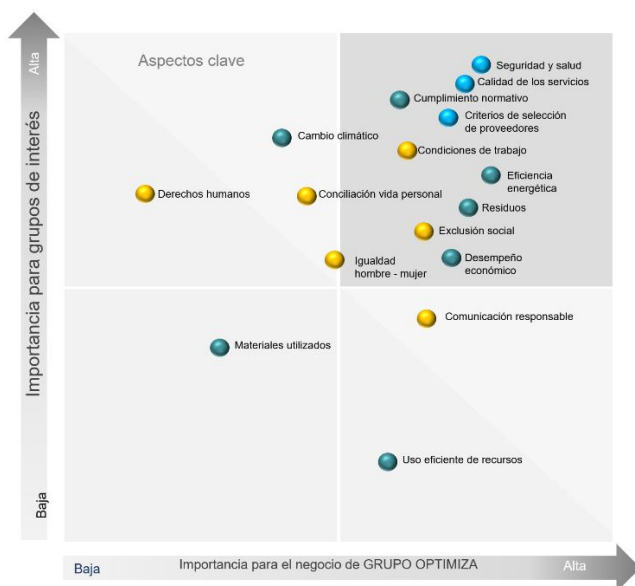 Alta
Importancia para grupos de interés
Baja
Aspectos clave
Seguridad y salud
Calidad de los servicios
Cumplimiento normativo
Criterios de selección
de proveedores
Cambio climático
Condiciones de trabajo
Eficiencia
energética
Derechos humanos
Conciliación vida personal
Residuos
Exclusión social
Igualdad
hombre - mujer
Desempeño
económico
Comunicación responsable
Materiales utilizados
Uso eficiente de recursos
Baja
Importancia para el negocio de GRUPO OPTIMIZA
Alta